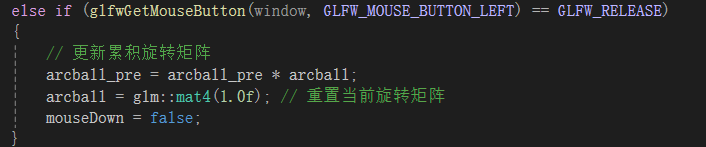 else if (glfwGetMouseButton(window, GLFW_MOUSE_BUTTON_LEFT) == GLFW_RELEASE)
{
// 更新累积旋转矩阵
arcball_pre = arcball_pre * arcball;
arcball = glm::mat4(1.0f); // 重置当前旋转矩阵
mouseDown = false;
}